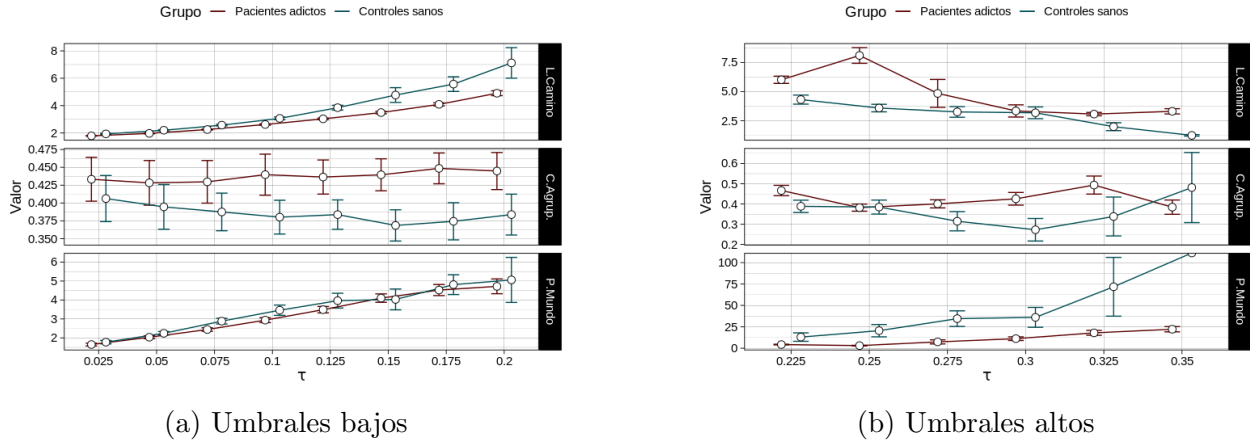 Grupo Pacientes adictos Controles sanos
8
6
4
2
L.Camino
0.475
0.450
0.425
0.400
0.375
0.350
C.Agrup.
Valor
6
5
4
3
2
P.Mundo
0.025 0.05 0.075 0.1 0.125 0.15 0.175 0.2
τ
(a) Umbrales bajos
Grupo Pacientes adictos Controles sanos
7.5
5.0
2.5
L.Camino
0.6
0.5
0.4
0.3
0.2
C.Agrup.
Valor
100
75
50
25
0
P.Mundo
0.225 0.25 0.275 0.3 0.325 0.35
τ
(b) Umbrales altos